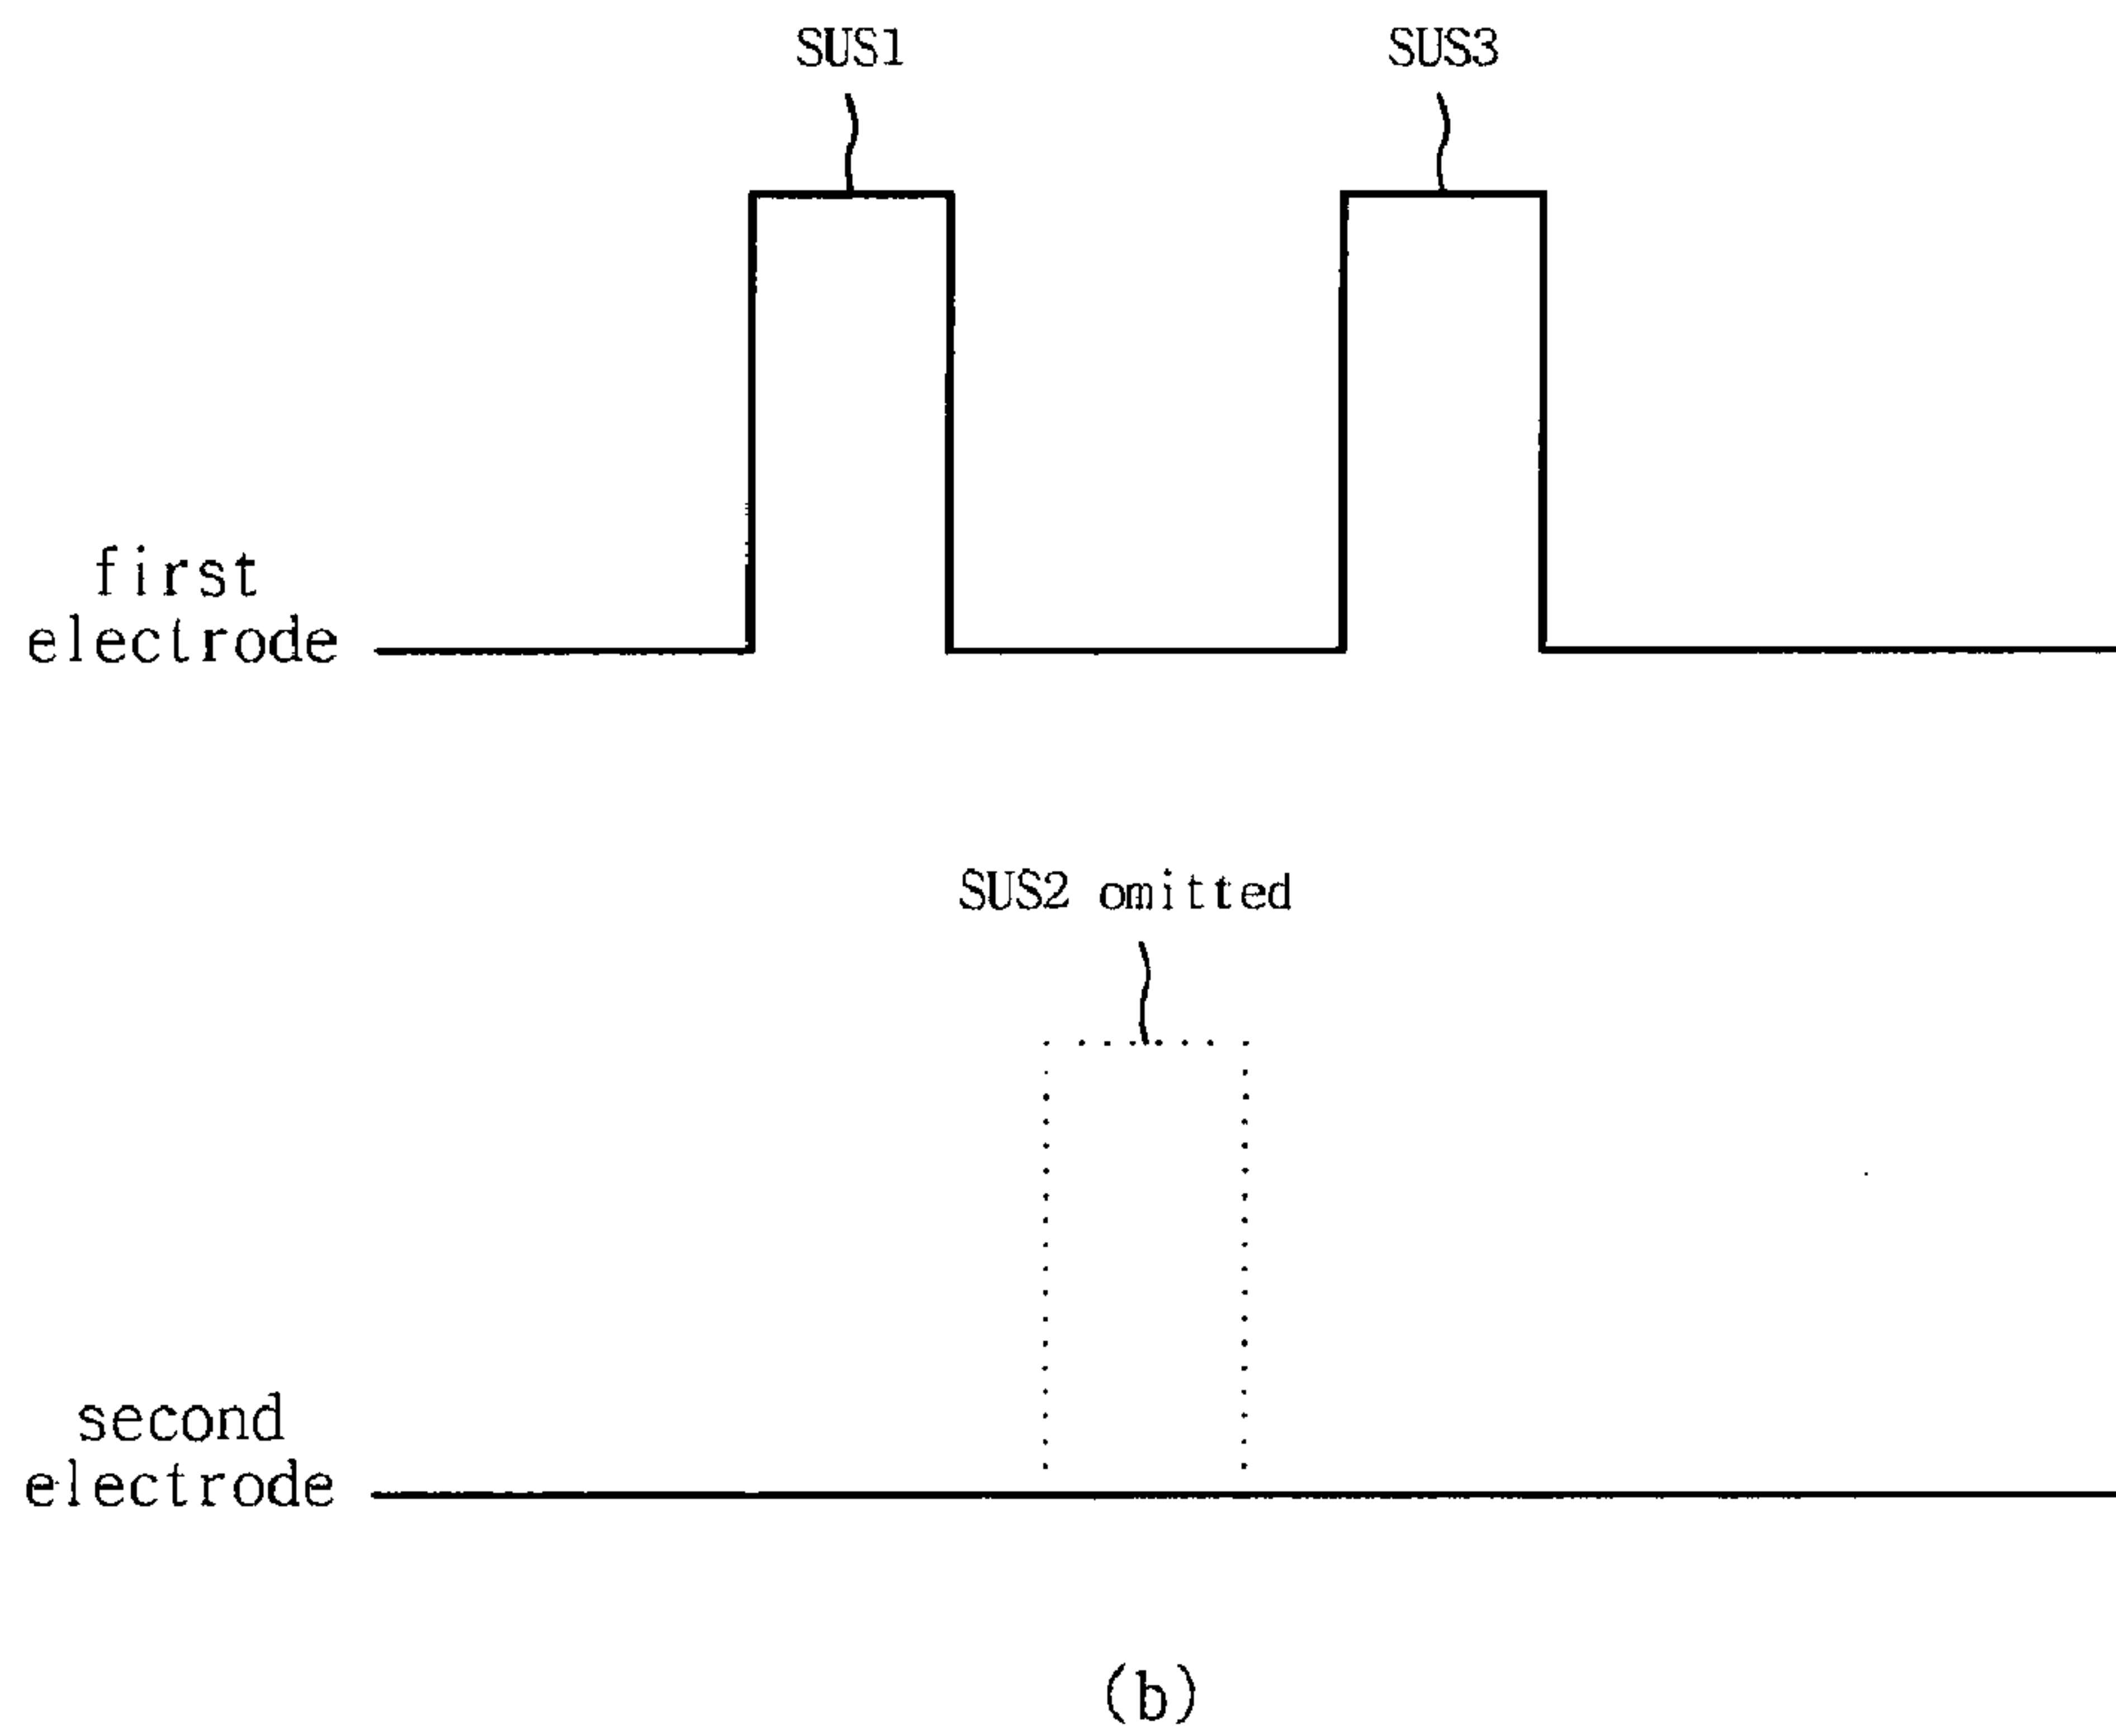 SUS1
SUS3
first
electrode
SUS2 omitted
second
electrode
(b)